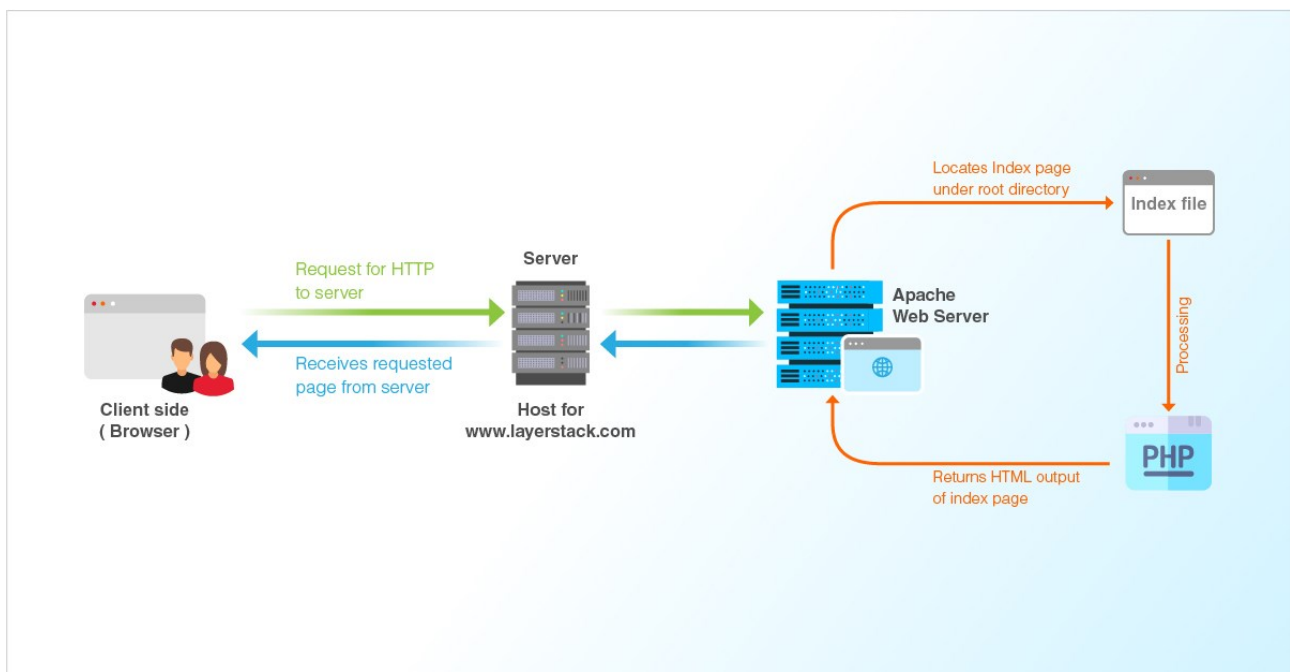 Locates Index page
under root directory
Index file
Server
Request for HTTP
to server
Apache
Web Server
Processing
Receives requested
page from server
Client side
( Browser )
Host for
www.layerstack.com
PHP
Returns HTML output
of index page